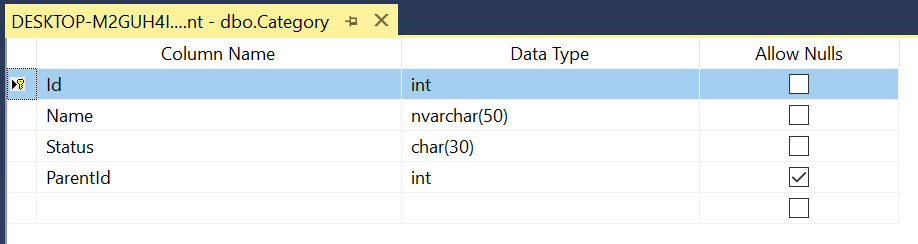 DESKTOP-M2GUH4I....nt - dbo.Category
Column Name Data Type Allow Nulls
Id int
Name nvarchar(50)
Status char(30)
ParentId int